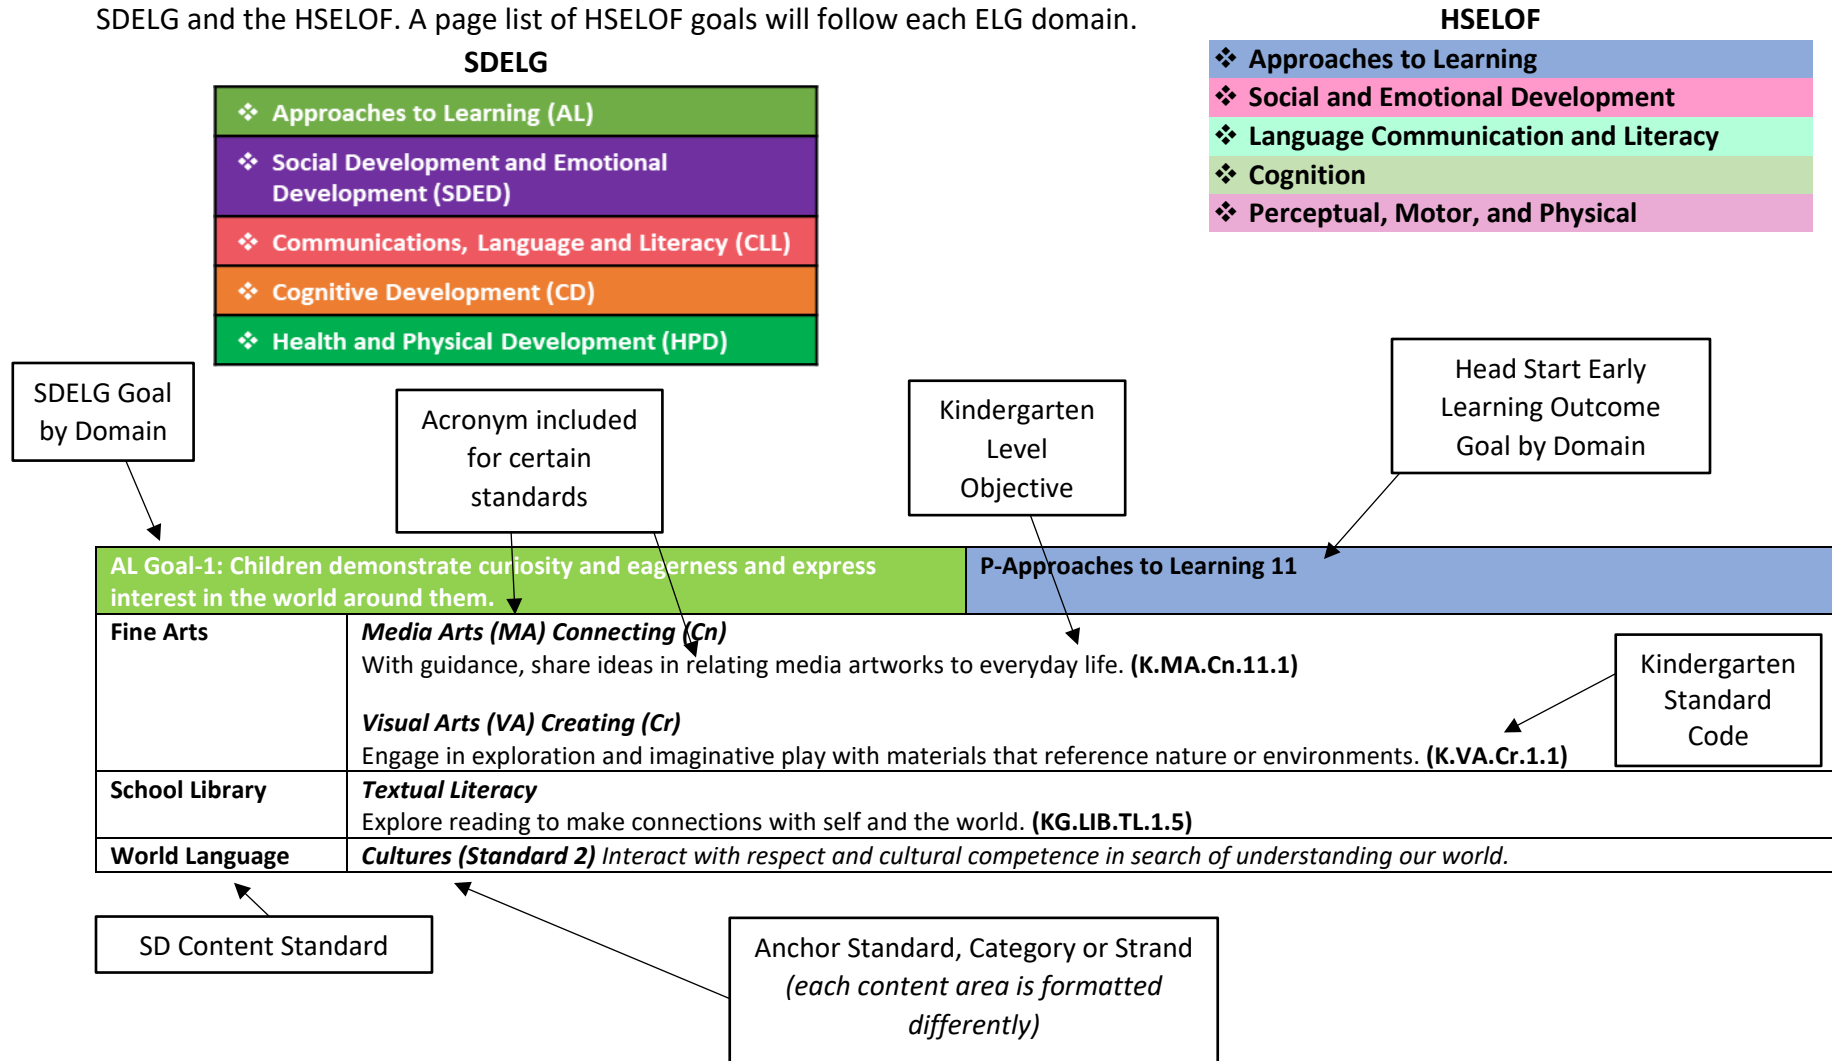 SDELG and the HSELOF. A page list of HSELOF goals will follow each ELG domain.
SDELG
❖ Approaches to Learning (AL)
❖ Social Development and Emotional
Development (SDED)
❖ Communications, Language and Literacy (CLL)
❖ Cognitive Development (CD)
❖ Health and Physical Development (HPD)
HSELOF
❖ Approaches to Learning
❖ Social and Emotional Development
❖ Language Communication and Literacy
❖ Cognition
❖ Perceptual, Motor, and Physical
SDELG Goal
by Domain
Acronym included
for certain
standards
Kindergarten
Level
Objective
Head Start Early
Learning Outcome
Goal by Domain
AL Goal-1: Children demonstrate curiosity and eagerness and express
interest in the world around them.
P-Approaches to Learning 11
Fine Arts
Media Arts (MA) Connecting (Cn)
With guidance, share ideas in relating media artworks to everyday life. (K.MA.Cn.11.1)
Visual Arts (VA) Creating (Cr)
Engage in exploration and imaginative play with materials that reference nature or environments. (K.VA.Cr.1.1)
Kindergarten
Standard
Code
School Library
Textual Literacy
Explore reading to make connections with self and the world. (KG.LIB.TL.1.5)
World Language
Cultures (Standard 2) Interact with respect and cultural competence in search of understanding our world.
SD Content Standard
Anchor Standard, Category or Strand
(each content area is formatted
differently)